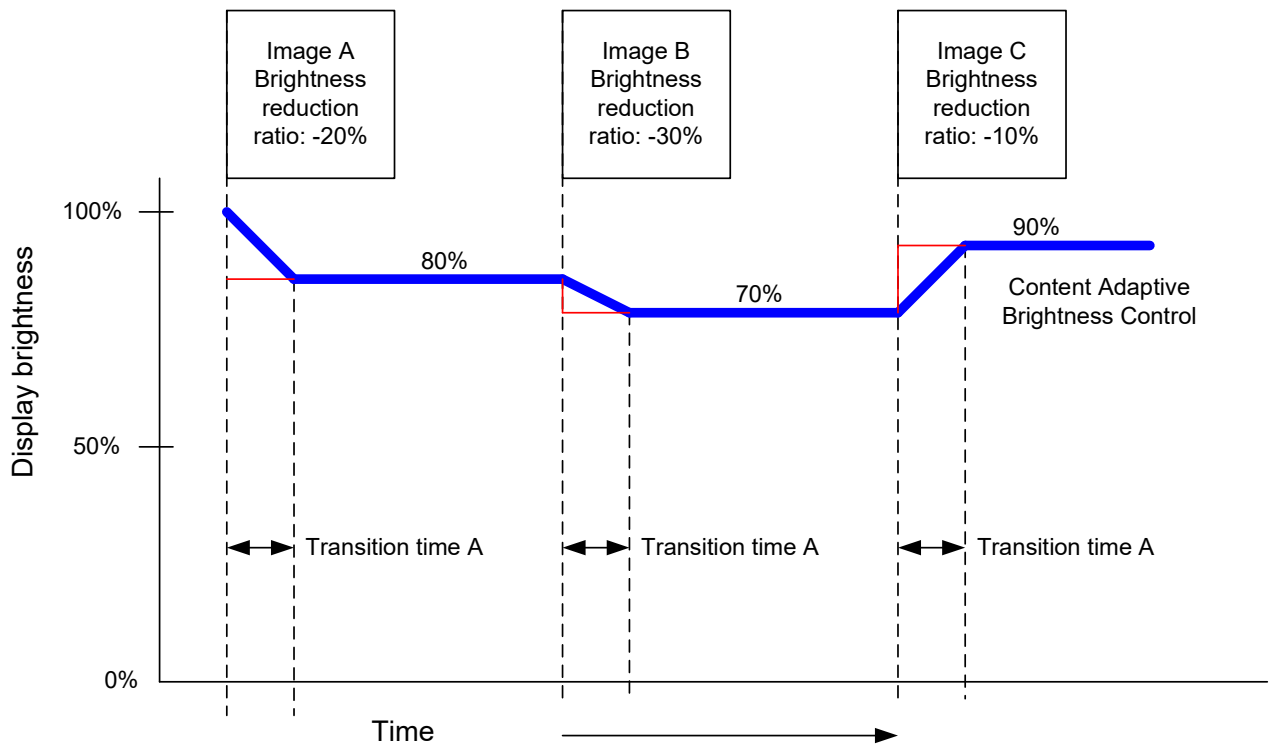 Image A
Brightness
reduction
ratio: -20%
Image B
Brightness
reduction
ratio: -30%
Image C
Brightness
reduction
ratio: -10%
100%
80%
70%
90%
Content Adaptive
Brightness Control
Display brightness
50%
Transition time A
Transition time A
Transition time A
0%
Time